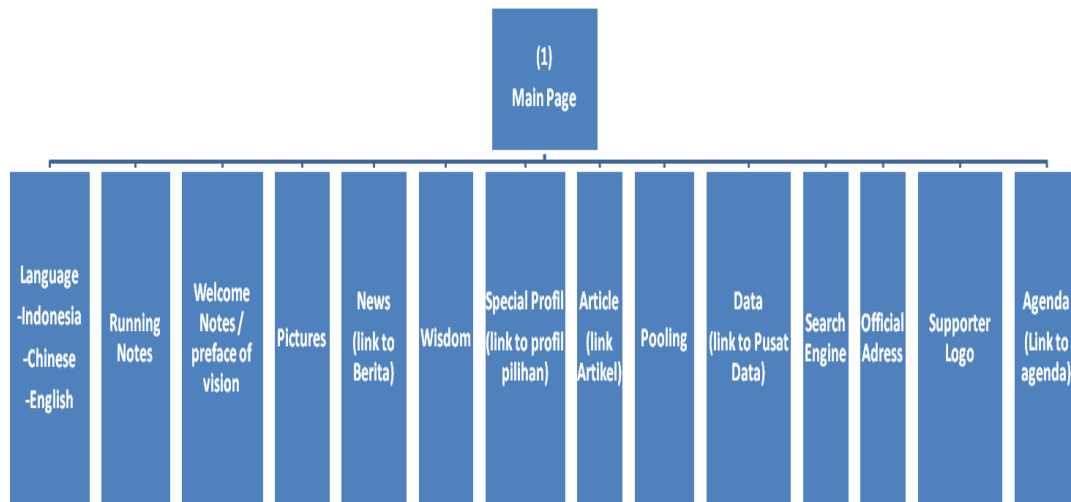 (1)
Main Page
Language
-Indonesia
-Chinese
-English
Running
Notes
Welcome
Notes /
preface of
vision
Pictures
News
(link to
Berita)
Wisdom
Special Profil
(link to profil
pilihan)
Article
(link
Artikel)
Pooling
Data
(link to Pusat
Data)
Search
Engine
Official
Adress
Supporter
Logo
Agenda
(Link to
agenda)